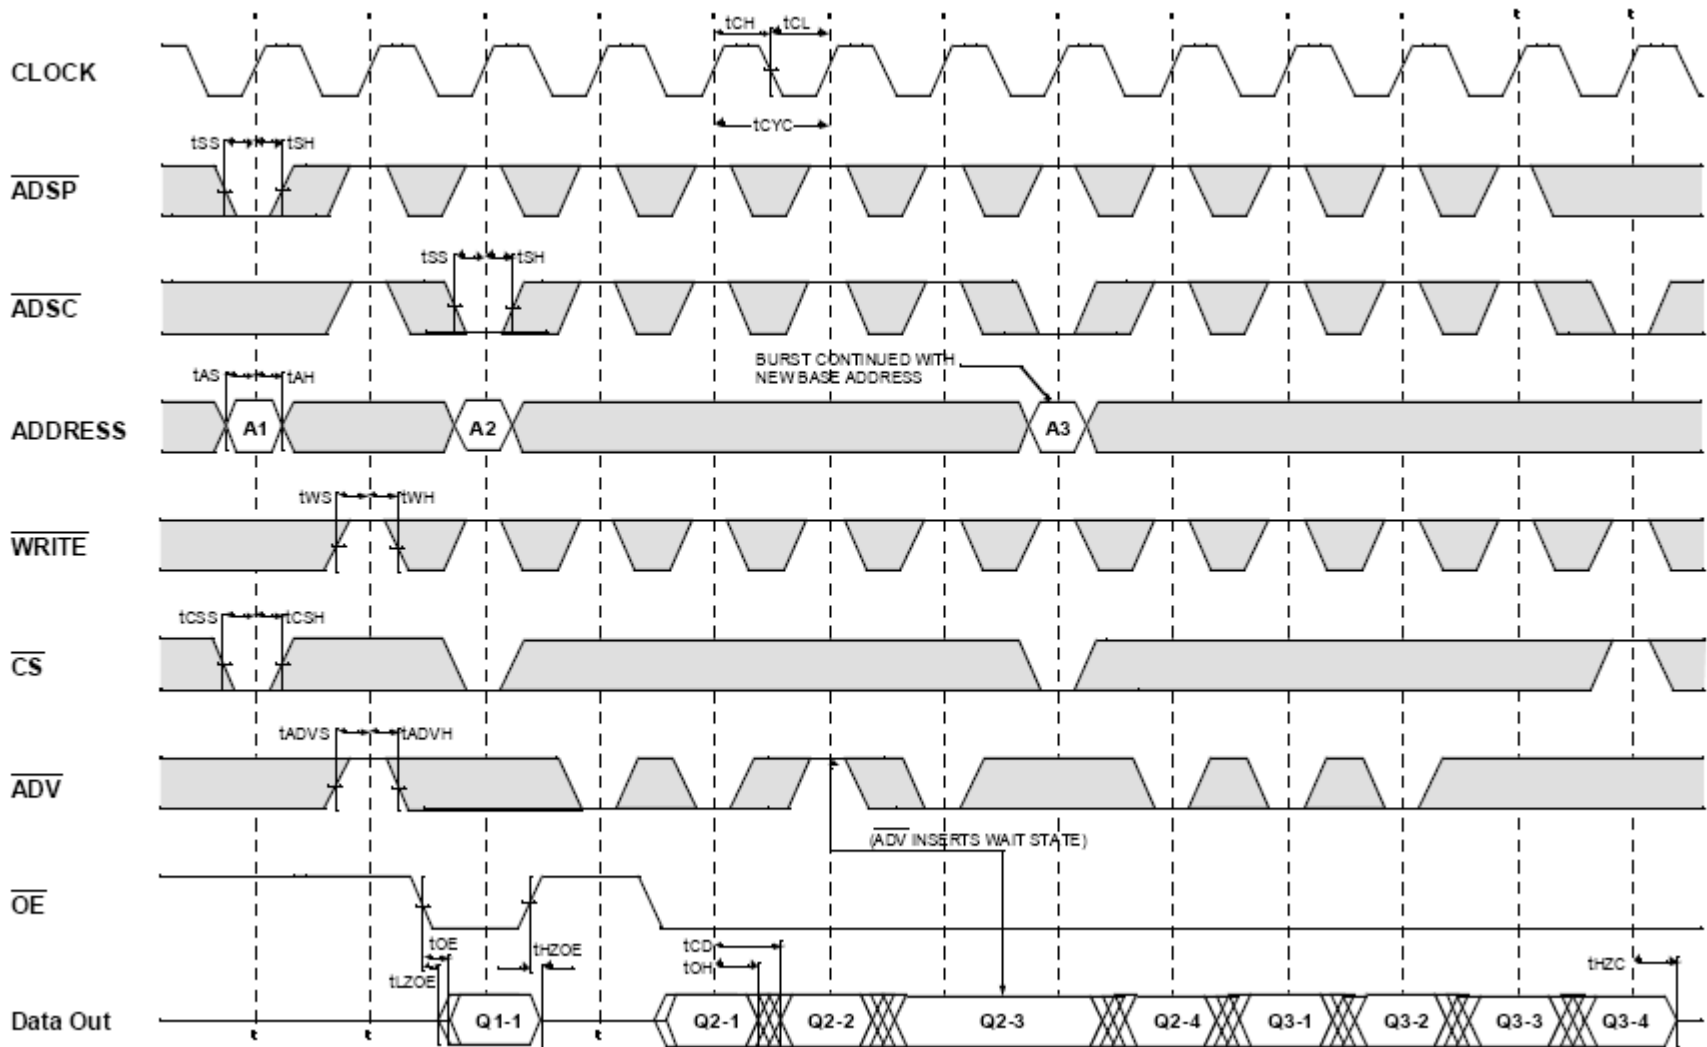 tCH tCL
CLOCK
tCYC
tSS tSH
ADSP
tSS tSH
ADSC
BURST CONTINUED WITH
NEW BASE ADDRESS
tAS tAH
ADDRESS A1 A2 A3
tWS tWH
WRITE
tCSS tCSH
CS
tADVS tADVH
ADV
(ADV INSERTS WAIT STATE)
OE
tOE tHZOE tCD
tLZOE tOH tHZC
Data Out Q1-1 Q2-1 Q2-2 Q2-3 Q2-4 Q3-1 Q3-2 Q3-3 Q3-4